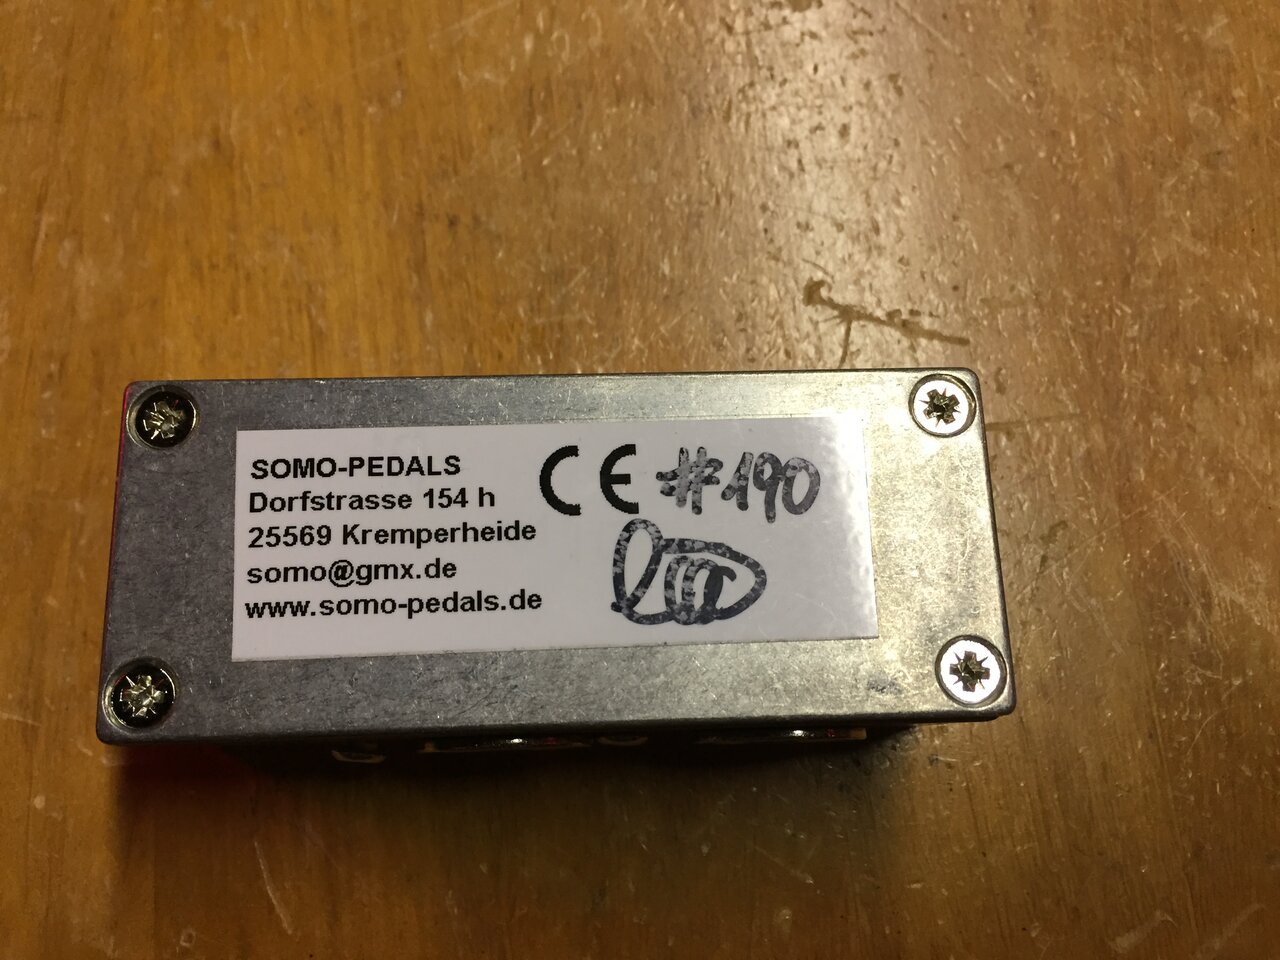 SOMO-PEDALS
Dorfstrasse 154 h
25569 Kremperheide
somo@gmx.de
www.somo-pedals.de
CE #190